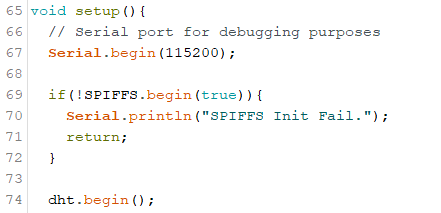 65 void setup(){
66   // Serial port for debugging purposes
67   Serial.begin(115200);
68
69   if(!SPIFFS.begin(true)){
70     Serial.println("SPIFFS Init Fail.");
71     return;
72   }
73
74   dht.begin();